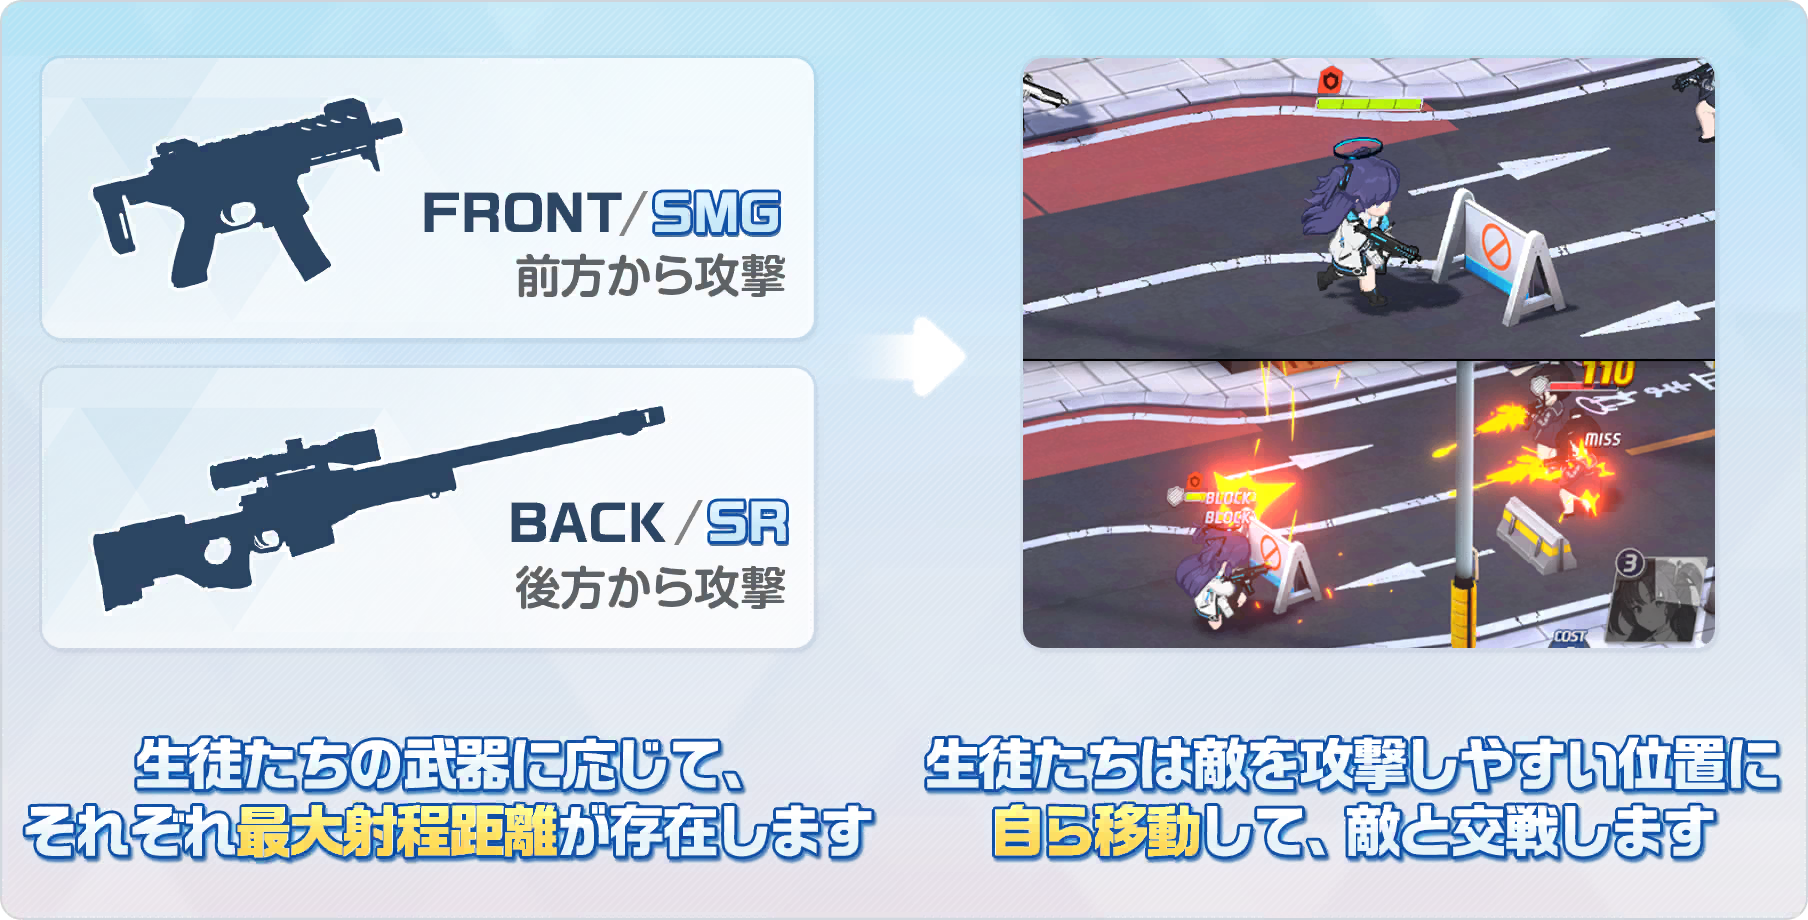 FRONT/SMG
前方から攻撃
BACK/SR
後方から攻撃
110
MISS
BLOCK
BLOCK
3
COST
生徒たちの武器に応じて、
それぞれ最大射程距離が存在します
生徒たちは敵を攻撃しやすい位置に
自ら移動して、敵と交戦します